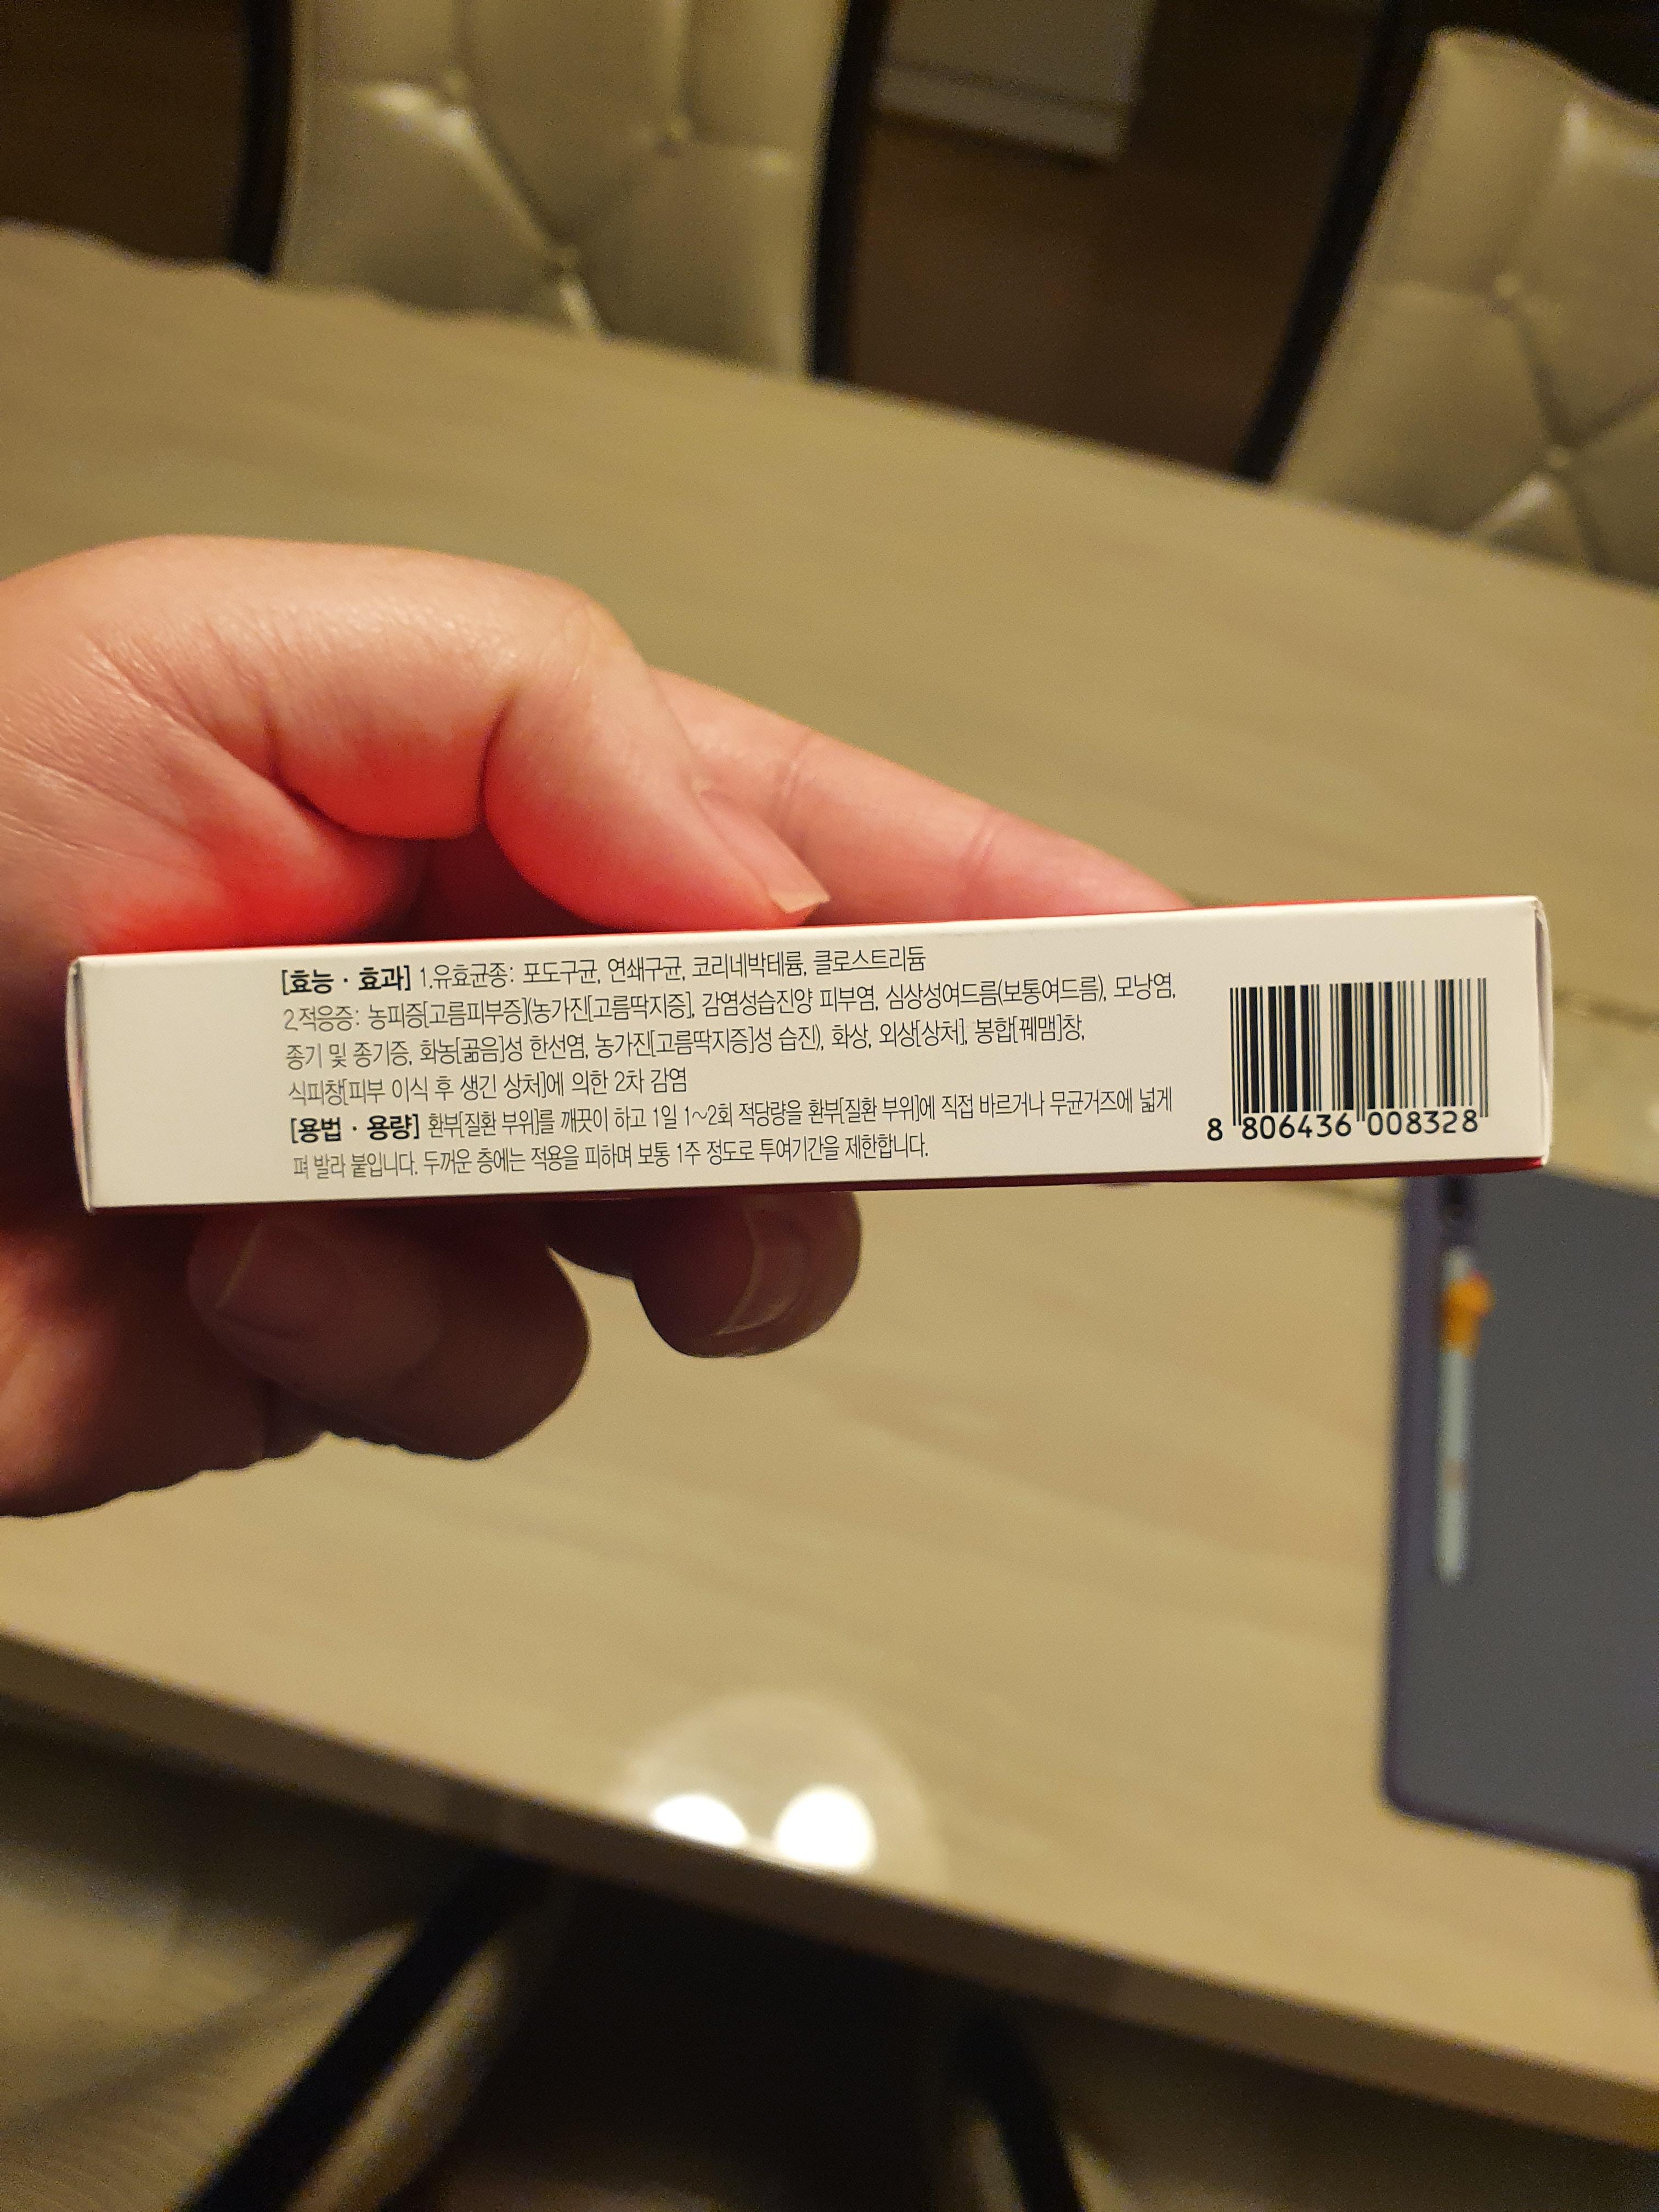 [효능 · 효과] 1.유효균종: 포도구균, 연쇄구균, 코리네박테륨, 클로스트리듐
2.적응증: 농피증[고름피부증](농가진[고름딱지증], 감염성습진양 피부염, 심상성여드름(보통여드름), 모낭염,
종기 및 종기증, 화농[곪음]성 한선염, 농가진[고름딱지증]성 습진), 화상, 외상[상처], 봉합[꿰맴]창,
식피창[피부 이식 후 생긴 상처]에 의한 2차 감염
[용법 · 용량] 환부[질환 부위]를 깨끗이 하고 1일 1~2회 적당량을 환부[질환 부위]에 직접 바르거나 무균거즈에 넓게
펴 발라 붙입니다. 두꺼운 층에는 적용을 피하며 보통 1주 정도로 투여기간을 제한합니다.
8 806436 008328